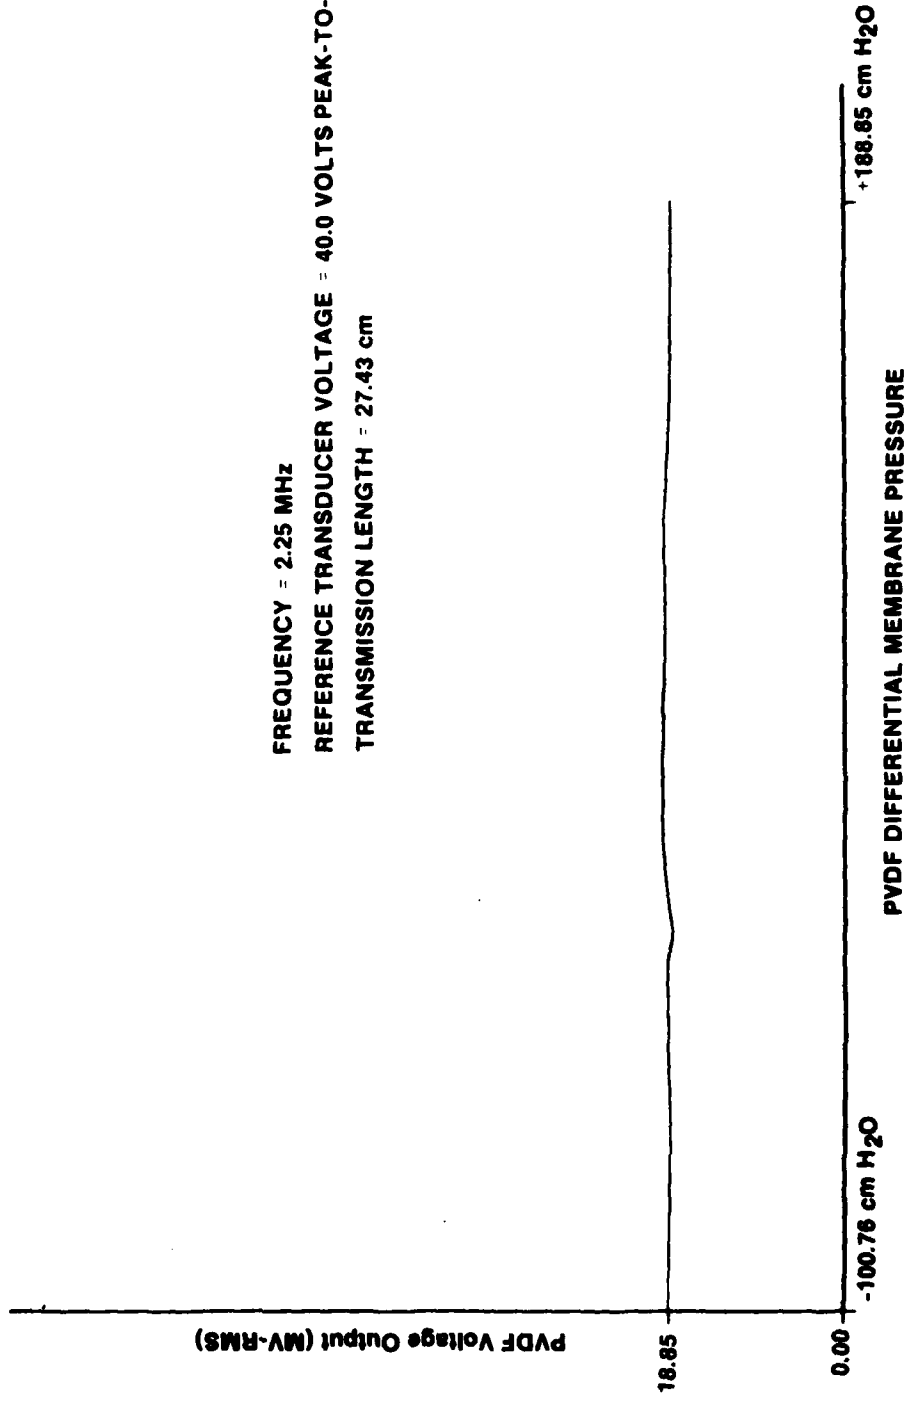 FREQUENCY = 2.25 MHz
REFERENCE TRANSDUCER VOLTAGE = 40.0 VOLTS PEAK-TO-
TRANSMISSION LENGTH = 27.43 cm
PVDF Voltage Output (MV-RMS)
18.85
0.00
-100.76 cm H2O
+188.85 cm H2O
PVDF DIFFERENTIAL MEMBRANE PRESSURE